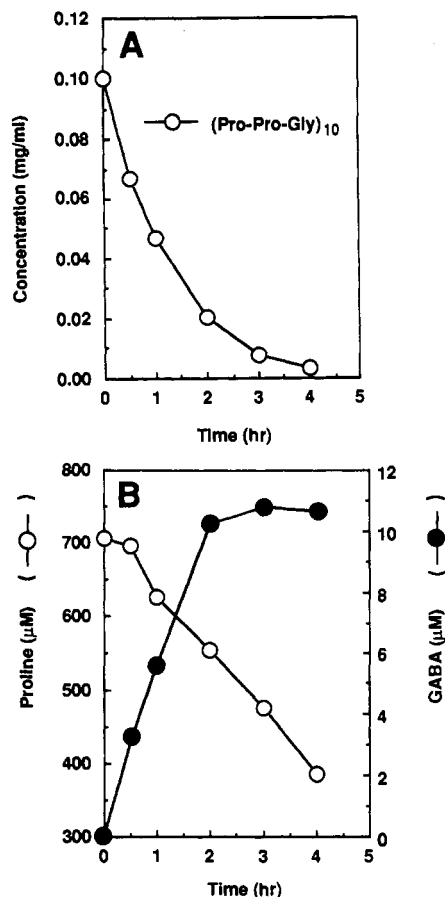 A
0.12
0.10
0.08
0.06
0.04
0.02
0.00
Concentration (mg/ml)
(Pro-Pro-Gly)10
0 1 2 3 4 5
Time (hr)
B
800
700
600
500
400
300
Proline (µM)
12
10
8
6
4
2
0
GABA (µM)
0 1 2 3 4 5
Time (hr)